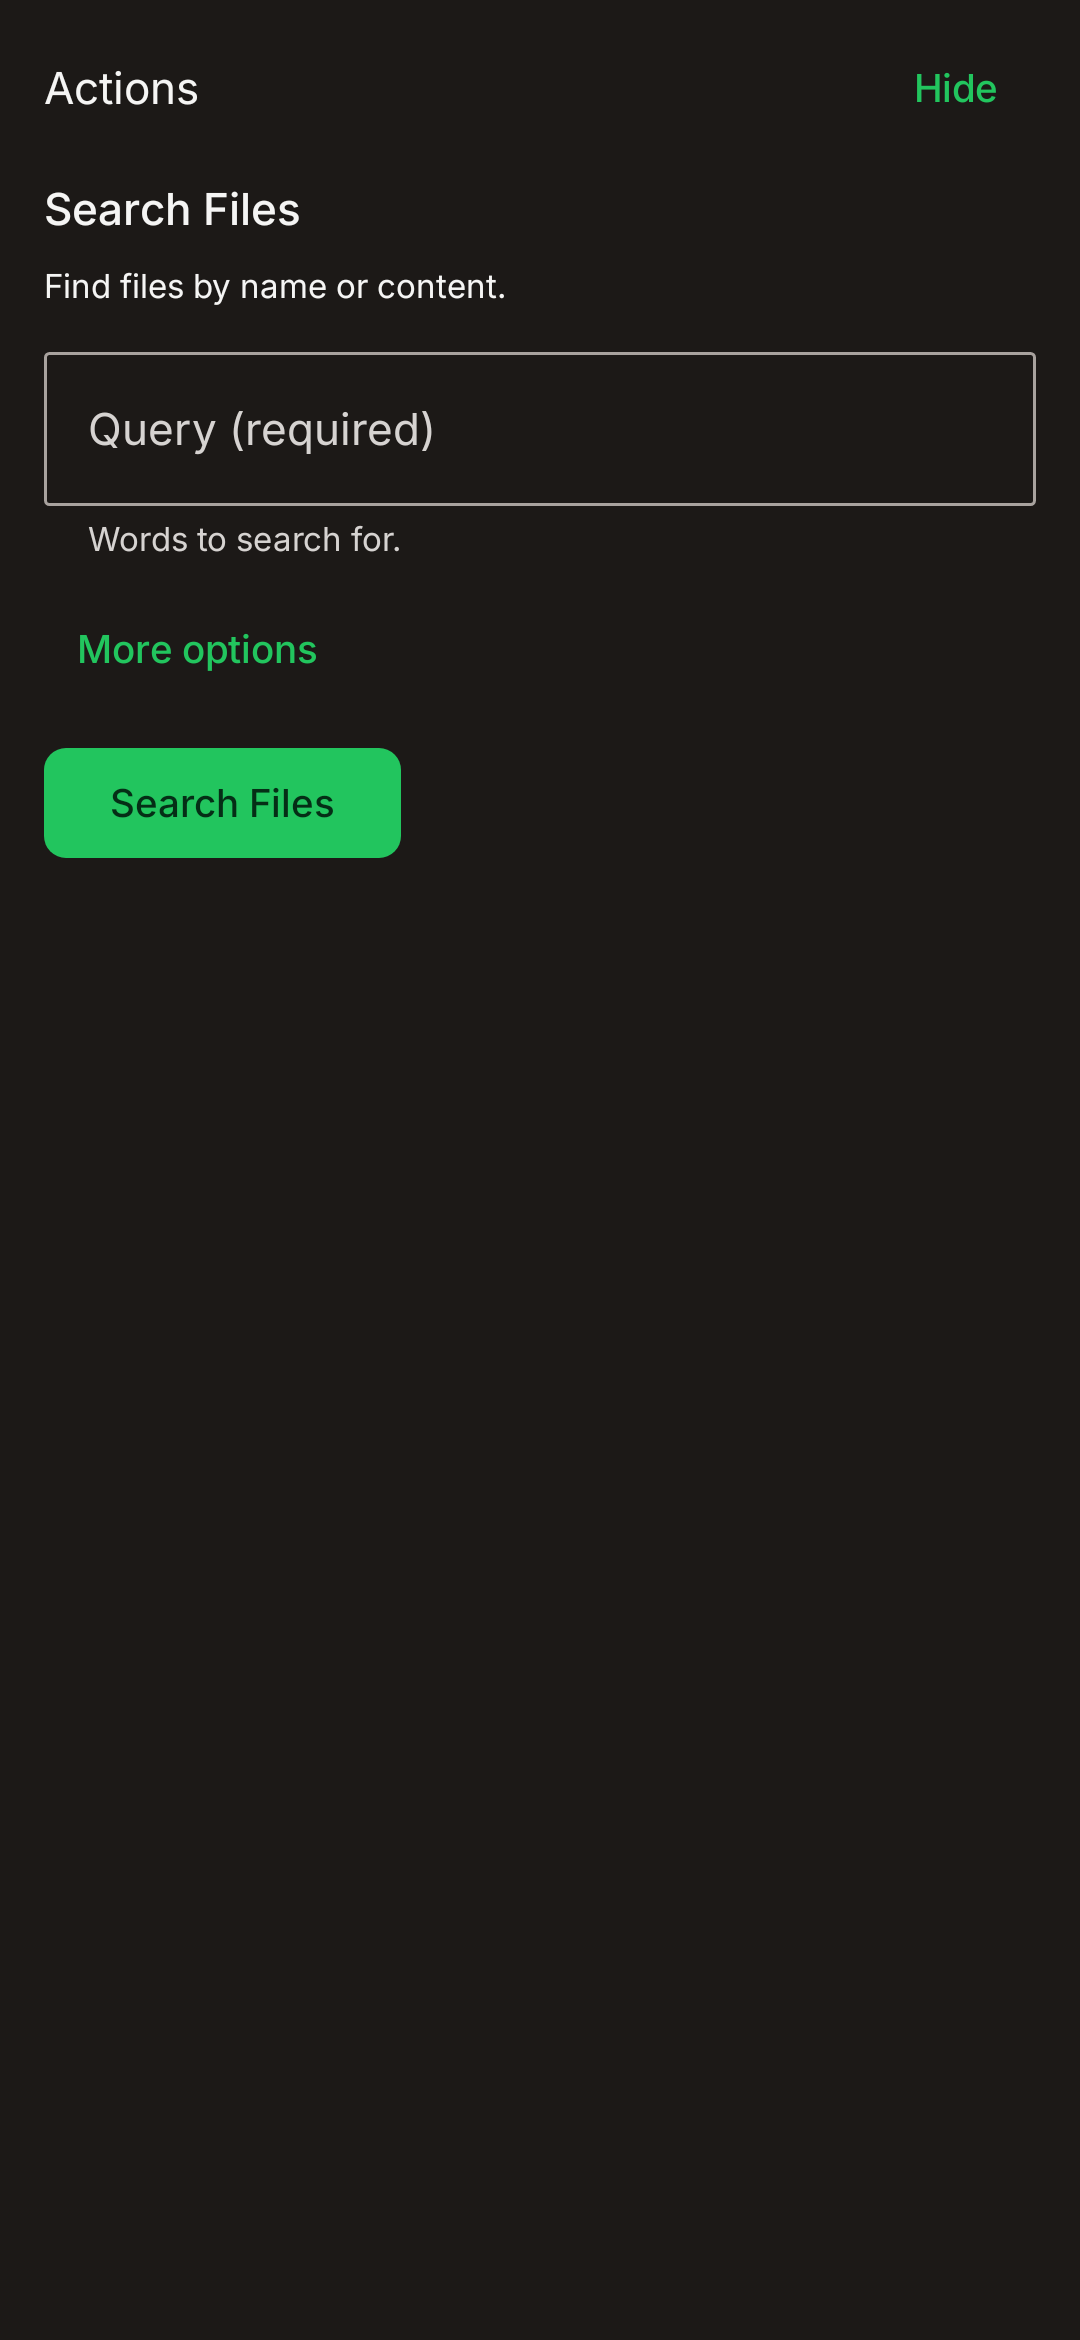 Actions
Hide
Search Files
Find files by name or content.
Query (required)
Words to search for.
More options
Search Files